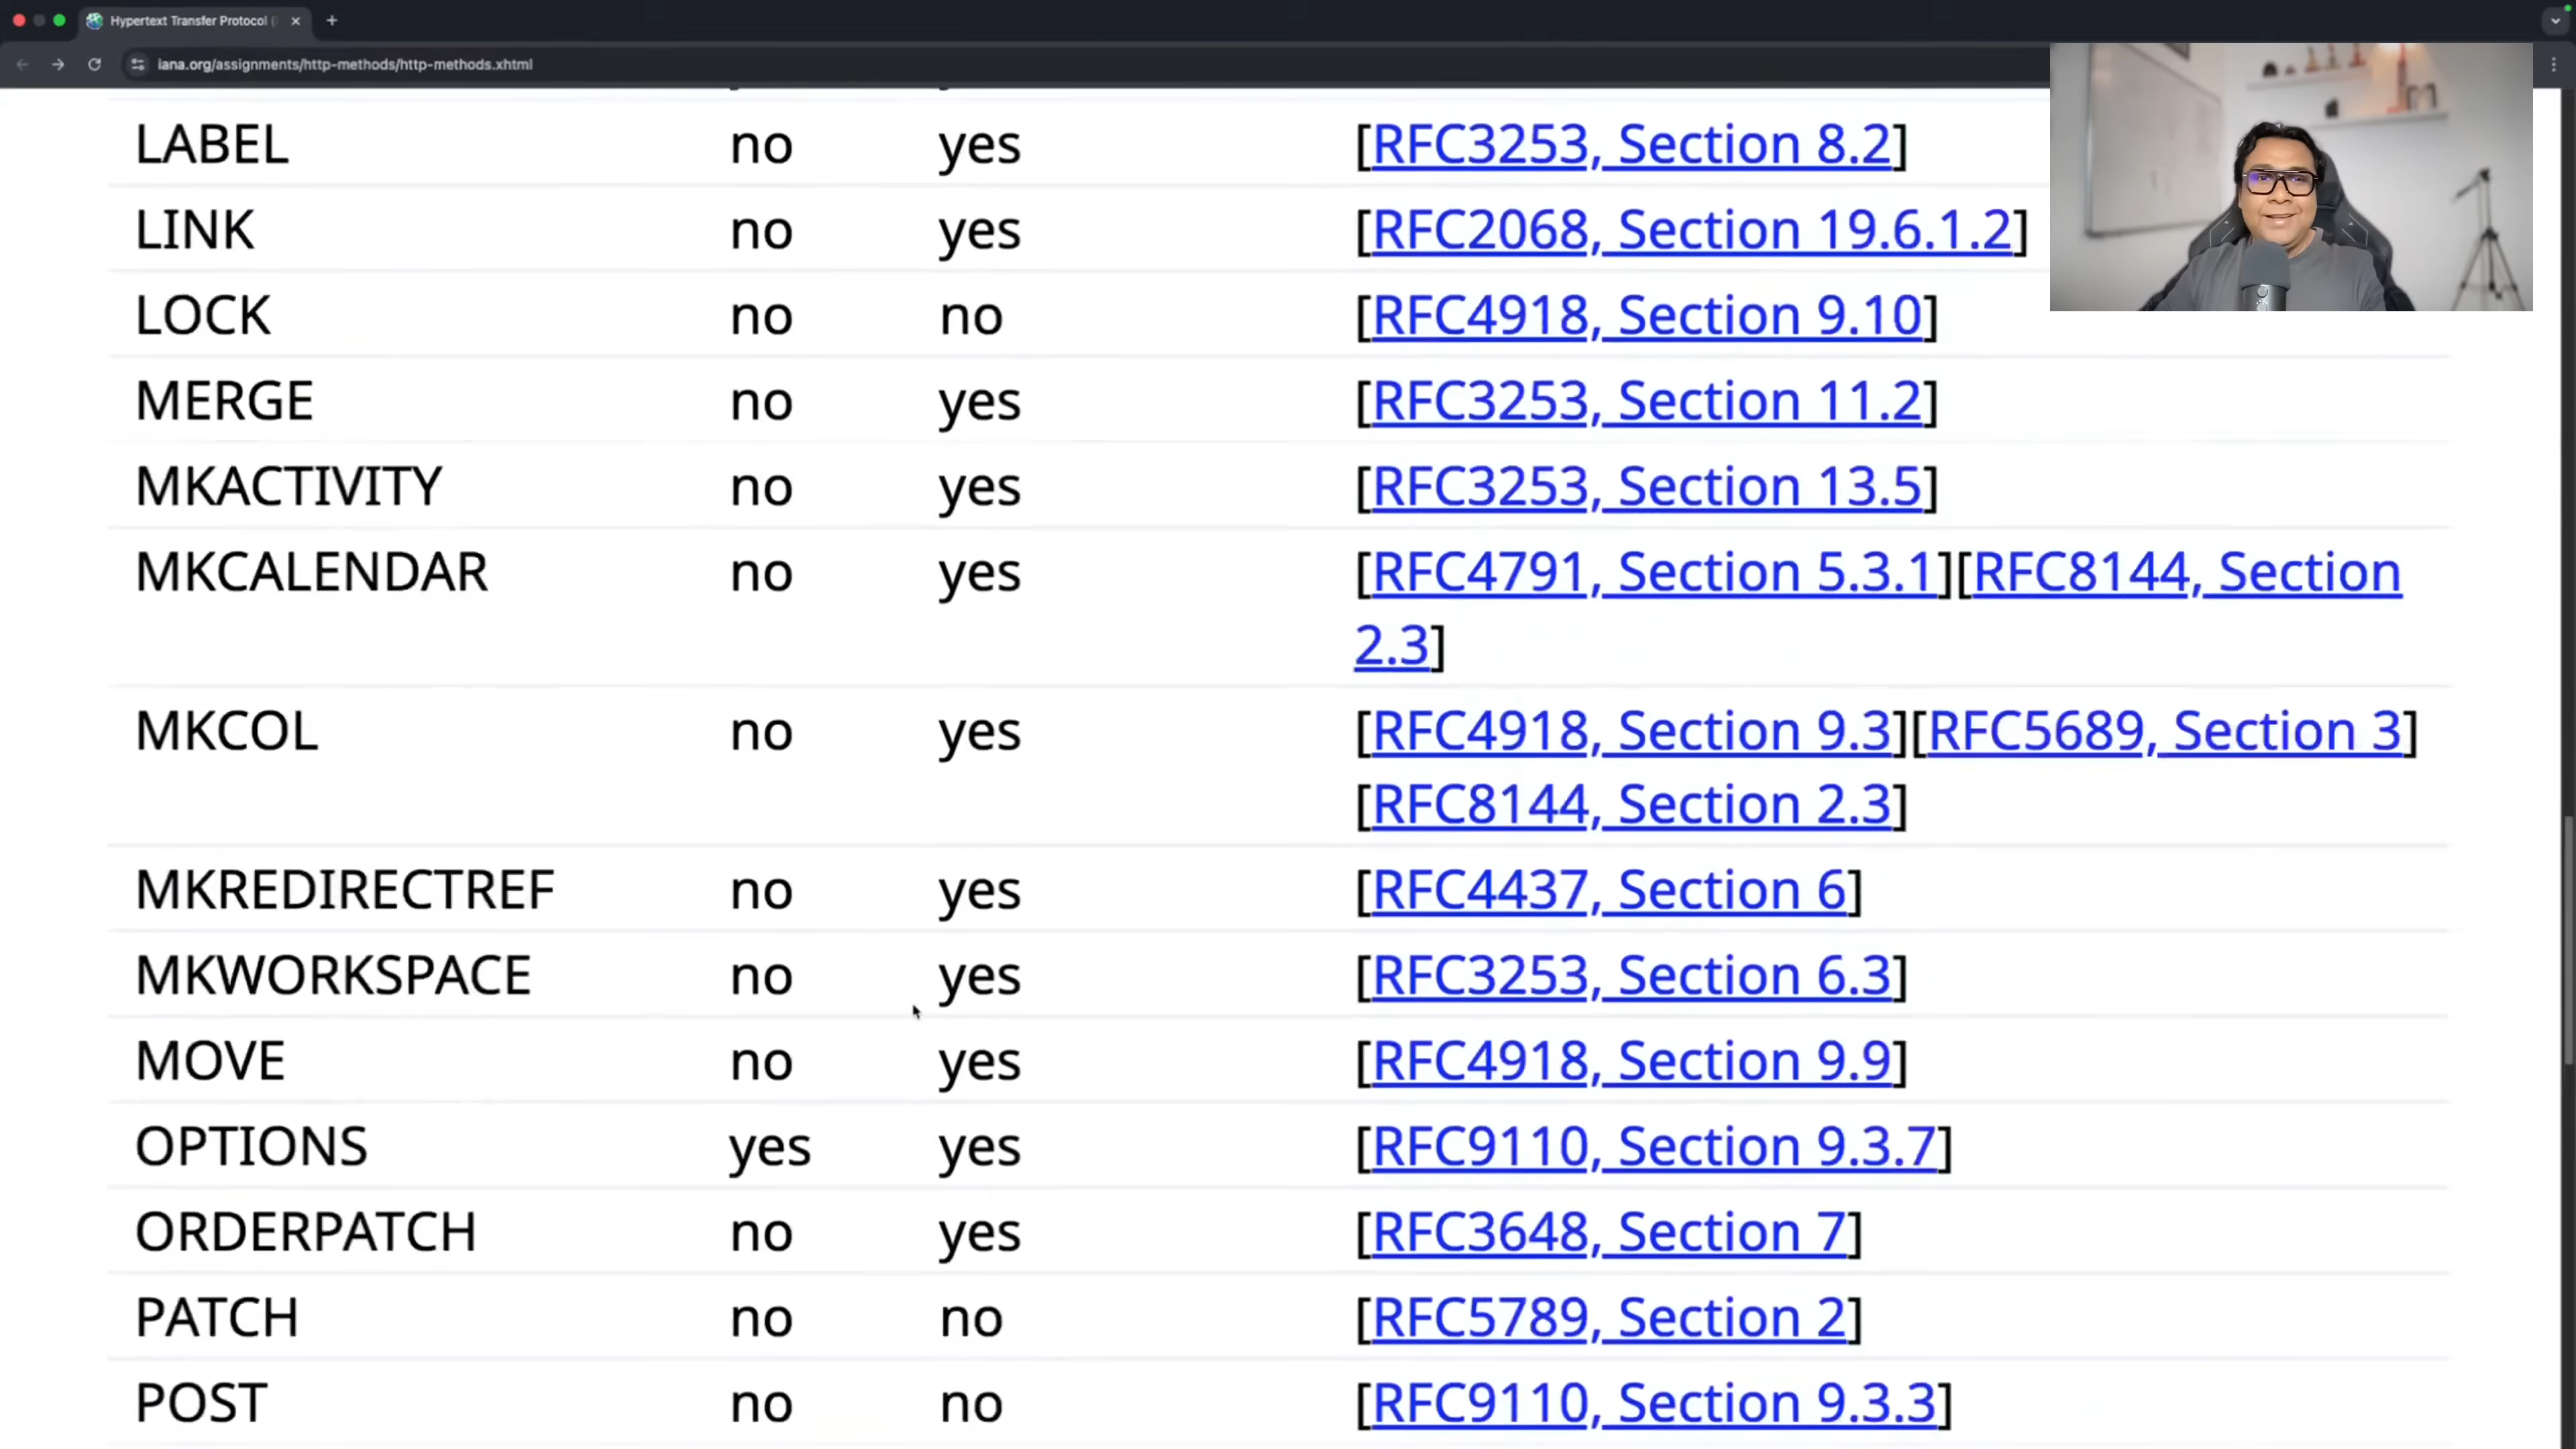 Hypertext Transfer Protocol (
iana.org/assignments/http-methods/http-methods.xhtml
LABEL no yes [RFC3253, Section 8.2]
LINK no yes [RFC2068, Section 19.6.1.2]
LOCK no no [RFC4918, Section 9.10]
MERGE no yes [RFC3253, Section 11.2]
MKACTIVITY no yes [RFC3253, Section 13.5]
MKCALENDAR no yes [RFC4791, Section 5.3.1][RFC8144, Section
2.3]
MKCOL no yes [RFC4918, Section 9.3][RFC5689, Section 3]
[RFC8144, Section 2.3]
MKREDIRECTREF no yes [RFC4437, Section 6]
MKWORKSPACE no yes [RFC3253, Section 6.3]
MOVE no yes [RFC4918, Section 9.9]
OPTIONS yes yes [RFC9110, Section 9.3.7]
ORDERPATCH no yes [RFC3648, Section 7]
PATCH no no [RFC5789, Section 2]
POST no no [RFC9110, Section 9.3.3]